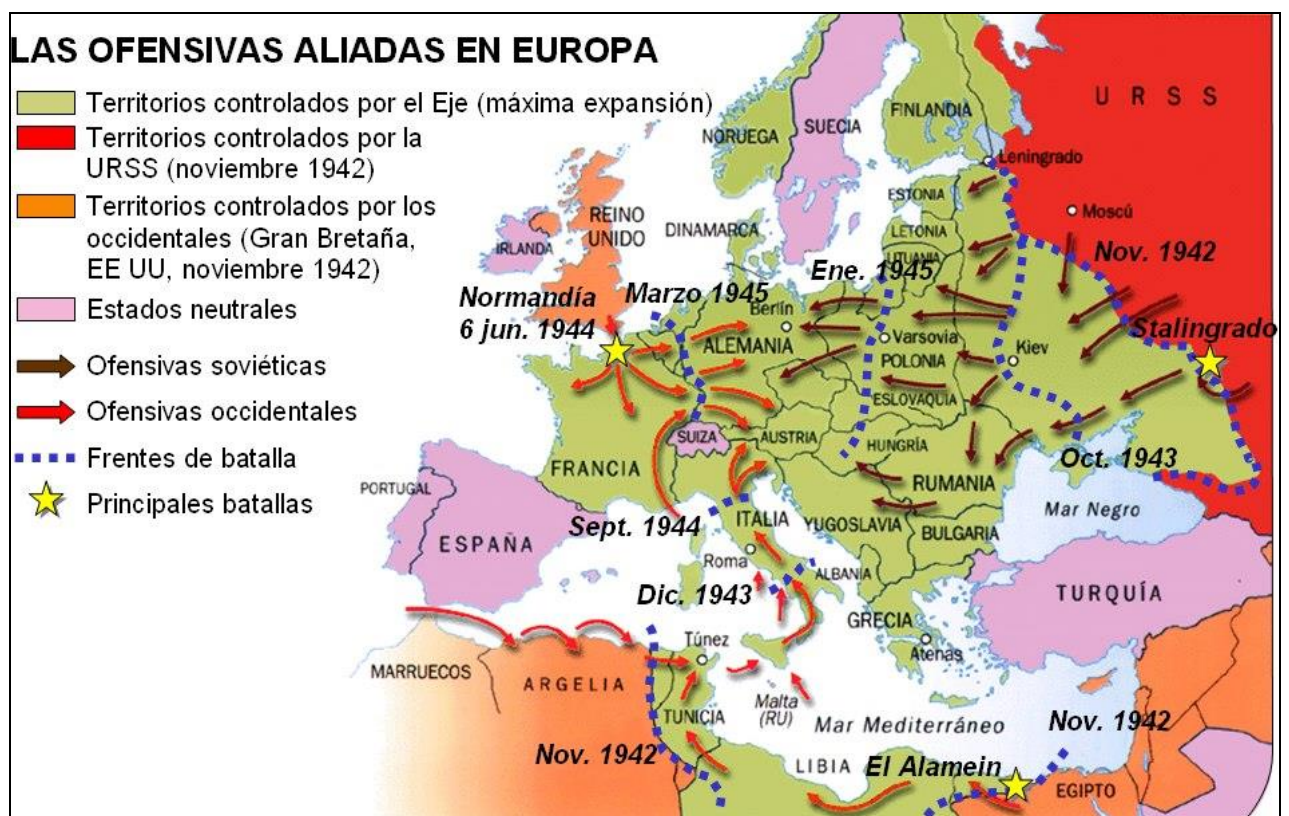 LAS OFENSIVAS ALIADAS EN EUROPA
Territorios controlados por el Eje (máxima expansión)
Territorios controlados por la
URSS (noviembre 1942)
Territorios controlados por los
occidentales (Gran Bretaña,
EE UU, noviembre 1942)
Estados neutrales
Ofensivas soviéticas
Ofensivas occidentales
Frentes de batalla
Principales batallas
URSS
FINLANDIA
SUECIA
NORUEGA
Leningrado
ESTONIA
Moscú
REINO
UNIDO
DINAMARCA
LETONIA
IRLANDA
LITUANIA
Nov. 1942
Ene. 1945
Normandía
6 jun. 1944
Marzo 1945
Berlín
Stalingrado
Varsovia
ALEMANIA
Kiev
POLONIA
ESLOVAQUIA
SUIZA
AUSTRIA
HUNGRÍA
Oct. 1943
FRANCIA
RUMANIA
PORTUGAL
Mar Negro
Sept. 1944
ITALIA
YUGOSLAVIA
BULGARIA
ESPAÑA
Roma
ALBANIA
Dic. 1943
TURQUÍA
GRECIA
Túnez
Atenas
MARRUECOS
ARGELIA
Malta
(RU)
TUNICIA
Mar Mediterráneo
Nov. 1942
Nov. 1942
LIBIA
El Alamein
EGIPTO